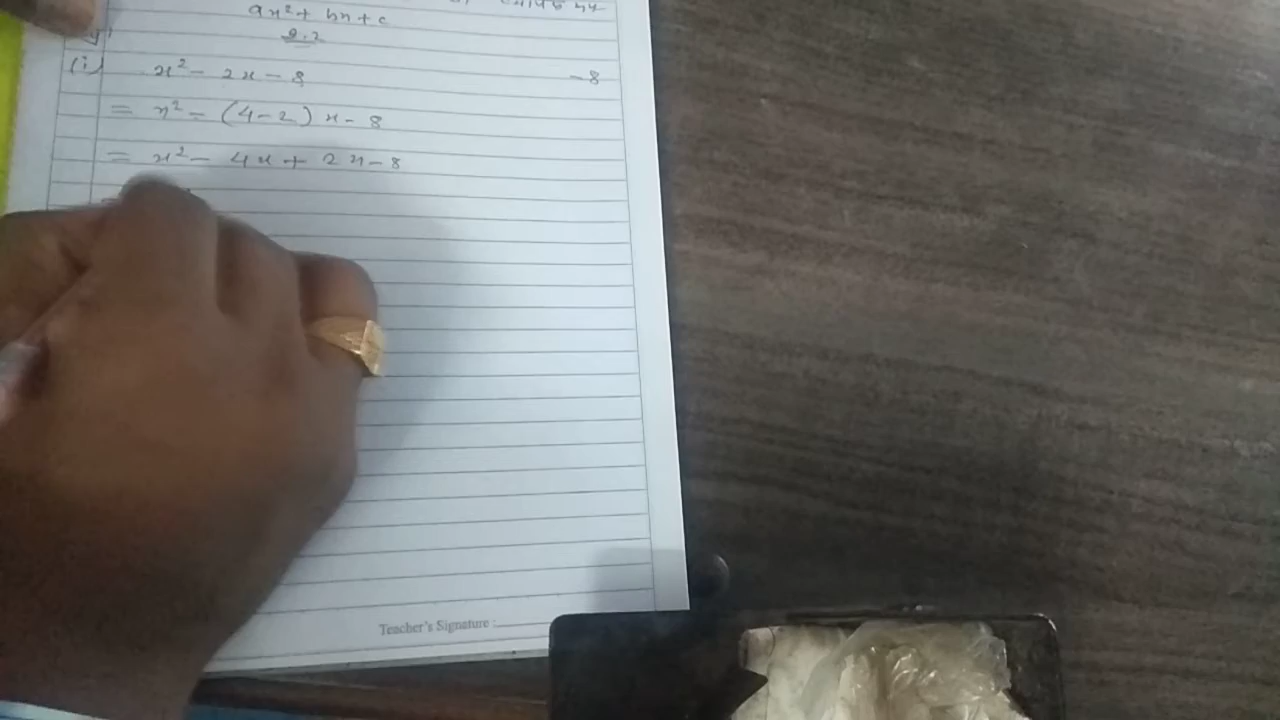 ax² + bx + c
2.2
(i) x² - 2x - 8 -8
= x² - (4-2) x - 8
= x² - 4x + 2x - 8
=
Teacher's Signature :